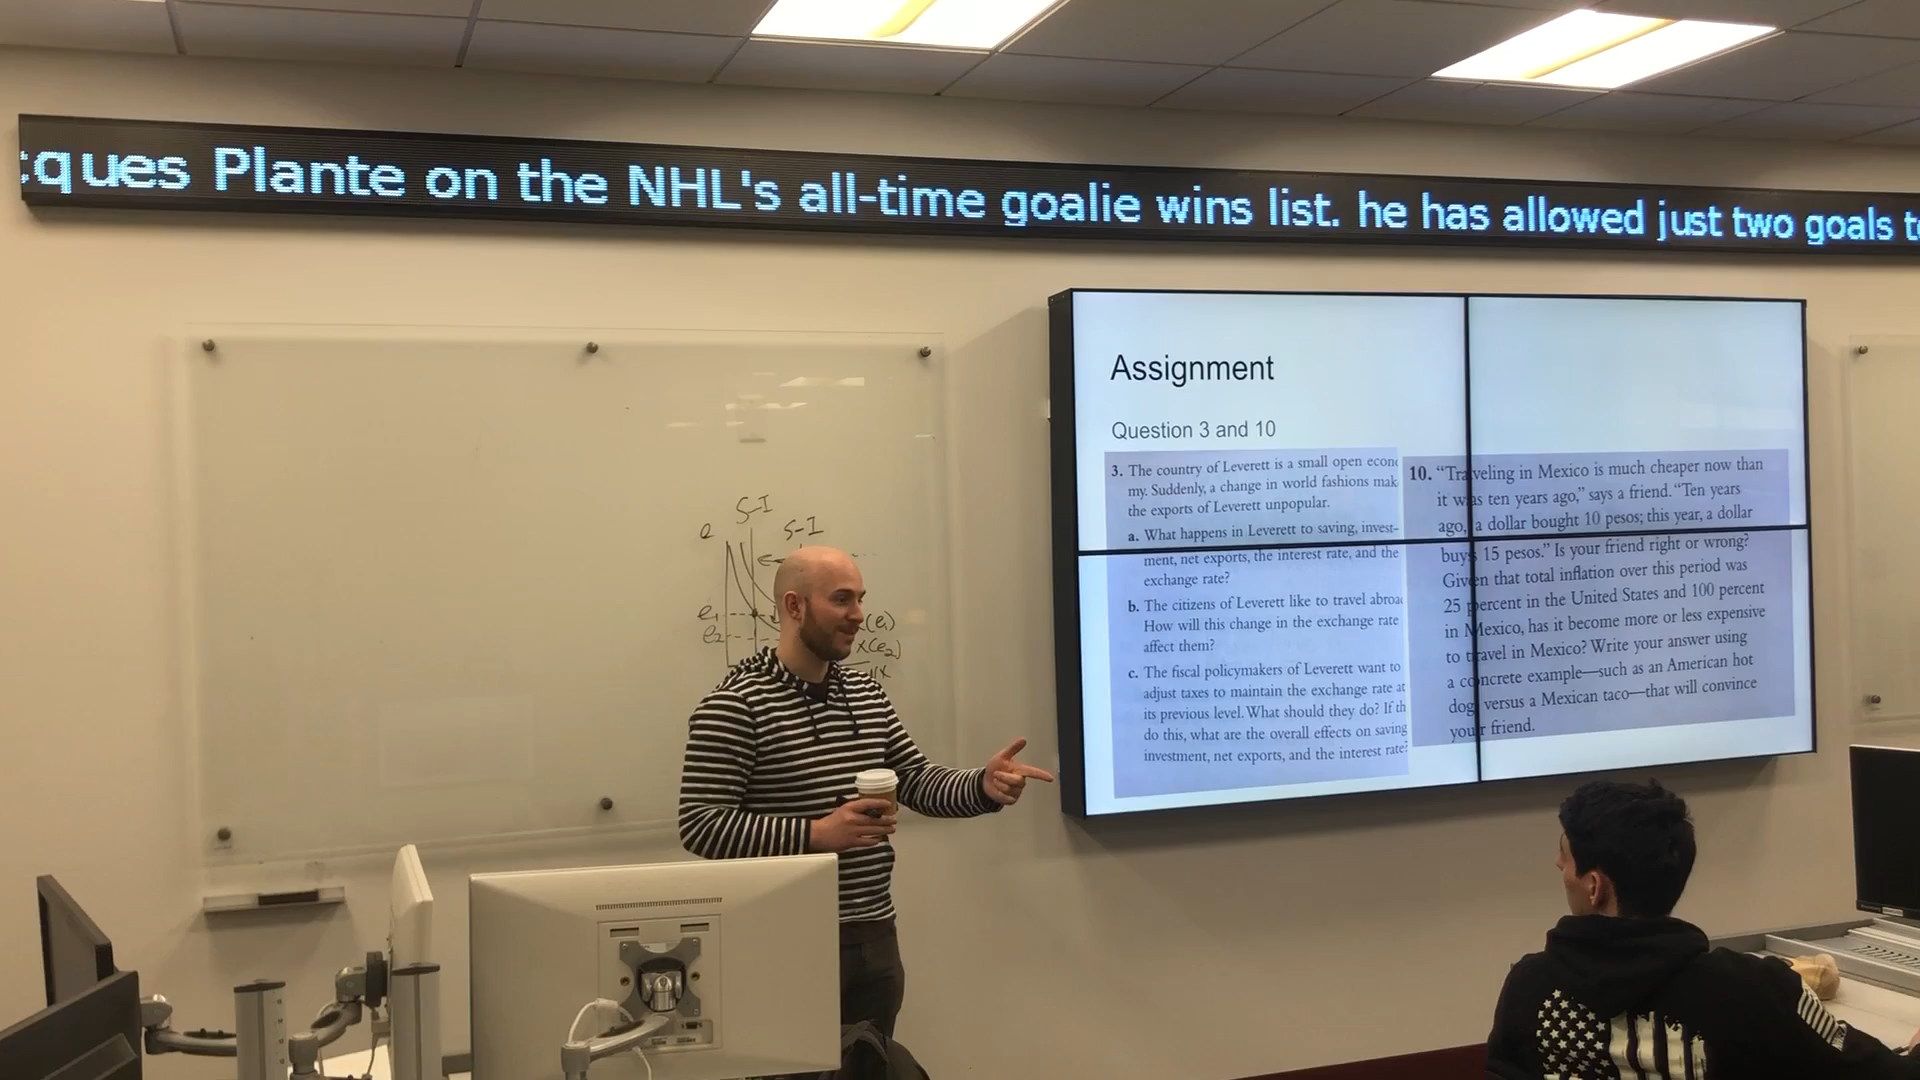 ques Plante on the NHL's all-time goalie wins list. he has allowed just two goals t
Assignment
Question 3 and 10
3. The country of Leverett is a small open econ
my. Suddenly, a change in world fashions mak
the exports of Leverett unpopular.
a. What happens in Leverett to saving, invest-
ment, net exports, the interest rate, and the
exchange rate?
b. The citizens of Leverett like to travel abroa
How will this change in the exchange rate
affect them?
c. The fiscal policymakers of Leverett want to
adjust taxes to maintain the exchange rate at
its previous level. What should they do? If th
do this, what are the overall effects on saving
investment, net exports, and the interest rate?
10. “Traveling in Mexico is much cheaper now than
it was ten years ago,” says a friend. “Ten years
ago, a dollar bought 10 pesos; this year, a dollar
buys 15 pesos.” Is your friend right or wrong?
Given that total inflation over this period was
25 percent in the United States and 100 percent
in Mexico, has it become more or less expensive
to travel in Mexico? Write your answer using
a concrete example—such as an American hot
dog versus a Mexican taco—that will convince
your friend.
S-I
e
S-I
e1
(e1)
e2
x(e2)